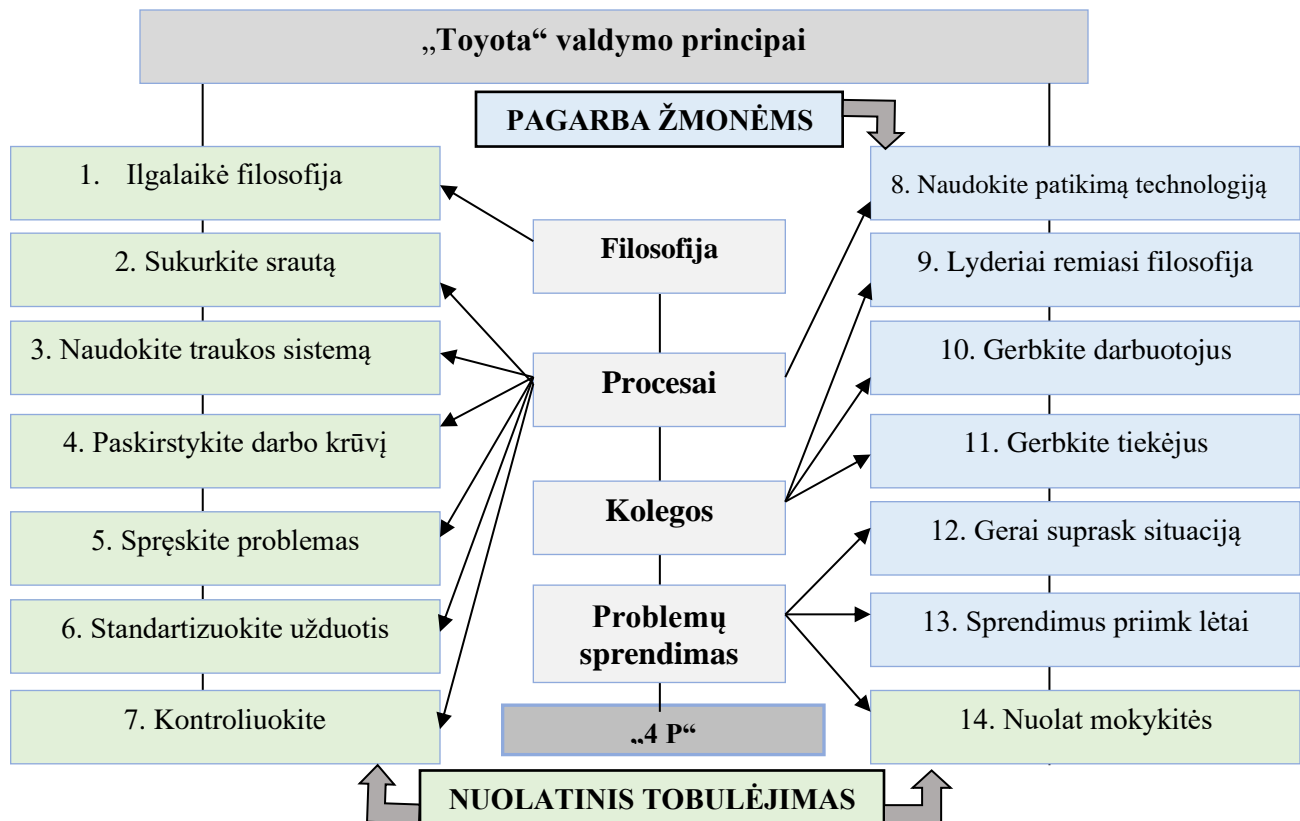 „Toyota“ valdymo principai
PAGARBA ŽMONĖMS
1. Ilgalaikė filosofija
2. Sukurkite srautą
3. Naudokite traukos sistemą
4. Paskirstykite darbo krūvį
5. Spręskite problemas
6. Standartizuokite užduotis
7. Kontroliuokite
Filosofija
Procesai
Kolegos
Problemų
sprendimas
„4 P“
8. Naudokite patikimą technologiją
9. Lyderiai remiasi filosofija
10. Gerbkite darbuotojus
11. Gerbkite tiekėjus
12. Gerai suprask situaciją
13. Sprendimus priimk lėtai
14. Nuolat mokykitės
NUOLATINIS TOBULĖJIMAS